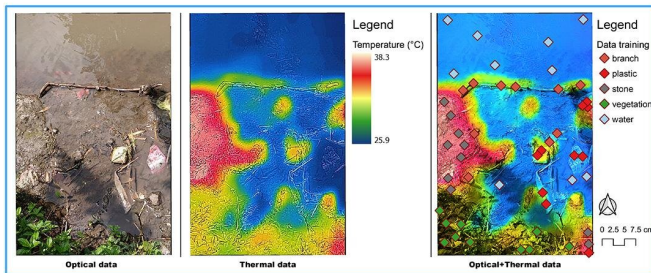 Legend
Temperature (°C)
38.3
25.9
Legend
Data training
branch
plastic
stone
vegetation
water
0 2.5 5 7.5 cm
Optical data
Thermal data
Optical+Thermal data